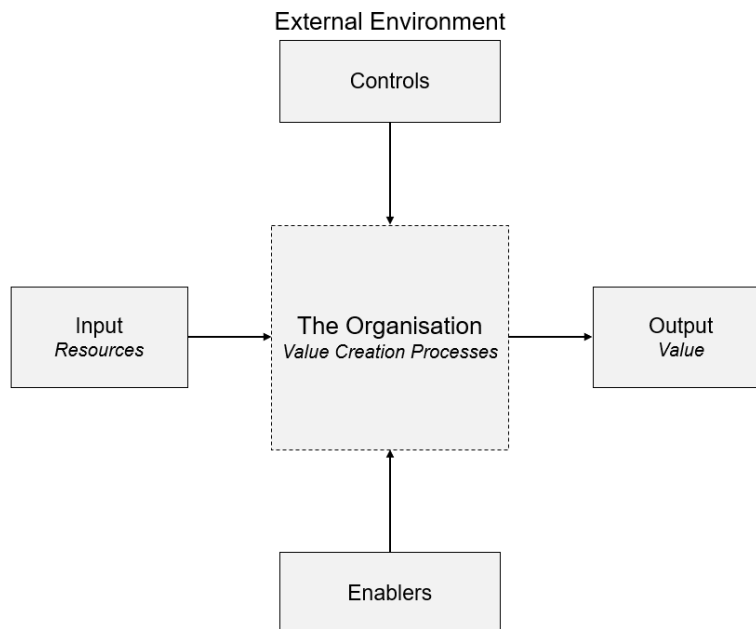 External Environment
Controls
Input
Resources
The Organisation
Value Creation Processes
Output
Value
Enablers